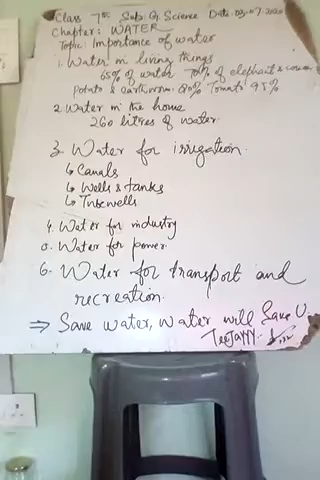 Class 7th Sub: G. Science Date: 03.07.2020
Chapter: WATER
Topic: Importance of water
1. Water in living things
65% of water 70% of elephant &
Potato & earthworm 80% Tomato 95%
2. Water in the home
260 litres of water
3. Water for irrigation.
↳ Canals
↳ Wells & tanks
↳ Tubewells
4. Water for industry
5. Water for power.
6. Water for transport and
recreation.
⇒ Save water, water will Save U.
TeeJAYYY.